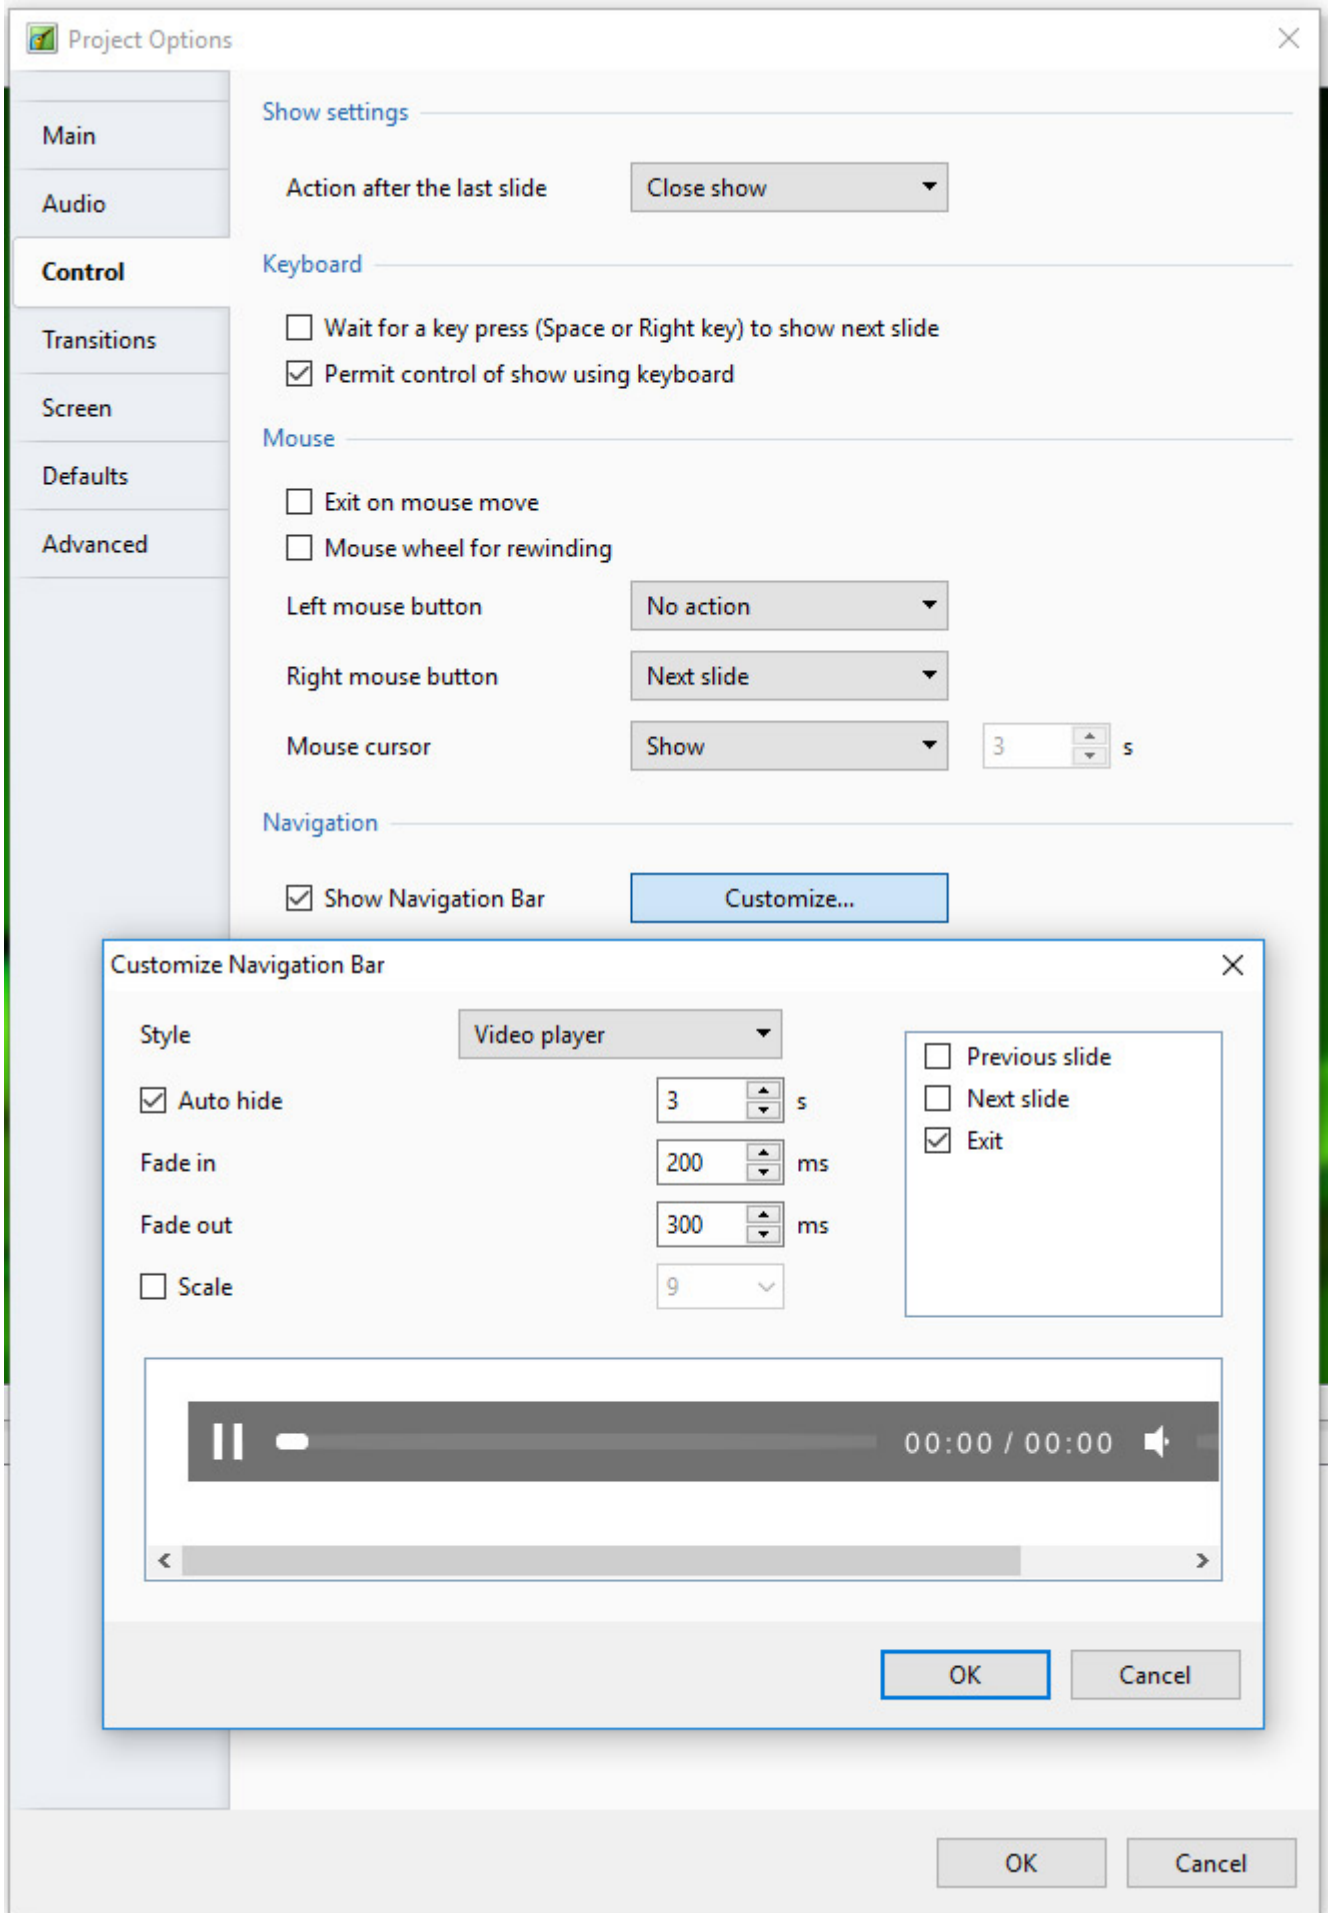 Project Options
Main
Audio
Control
Transitions
Screen
Defaults
Advanced
Show settings
Action after the last slide Close show
Keyboard
Wait for a key press (Space or Right key) to show next slide
Permit control of show using keyboard
Mouse
Exit on mouse move
Mouse wheel for rewinding
Left mouse button No action
Right mouse button Next slide
Mouse cursor Show 3 s
Navigation
Show Navigation Bar Customize...
Customize Navigation Bar
Style Video player
Auto hide 3 s
Fade in 200 ms
Fade out 300 ms
Scale 9
Previous slide
Next slide
Exit
00:00 / 00:00
OK Cancel
OK Cancel